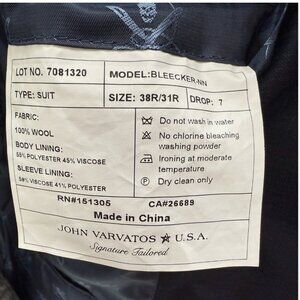 LOT NO. 7081320 MODEL:BLEECKER-NN
TYPE: SUIT SIZE: 38R/31R DROP: 7
FABRIC:
100% WOOL
BODY LINING:
55% POLYESTER 45% VISCOSE
SLEEVE LINING:
59% VISCOSE 41% POLYESTER
Do not wash in water
No chlorine bleaching
washing powder
Ironing at moderate
temperature
P Dry clean only
RN#151305 CA#26689
Made in China
JOHN VARVATOS ★ U.S.A.
Signature Tailored